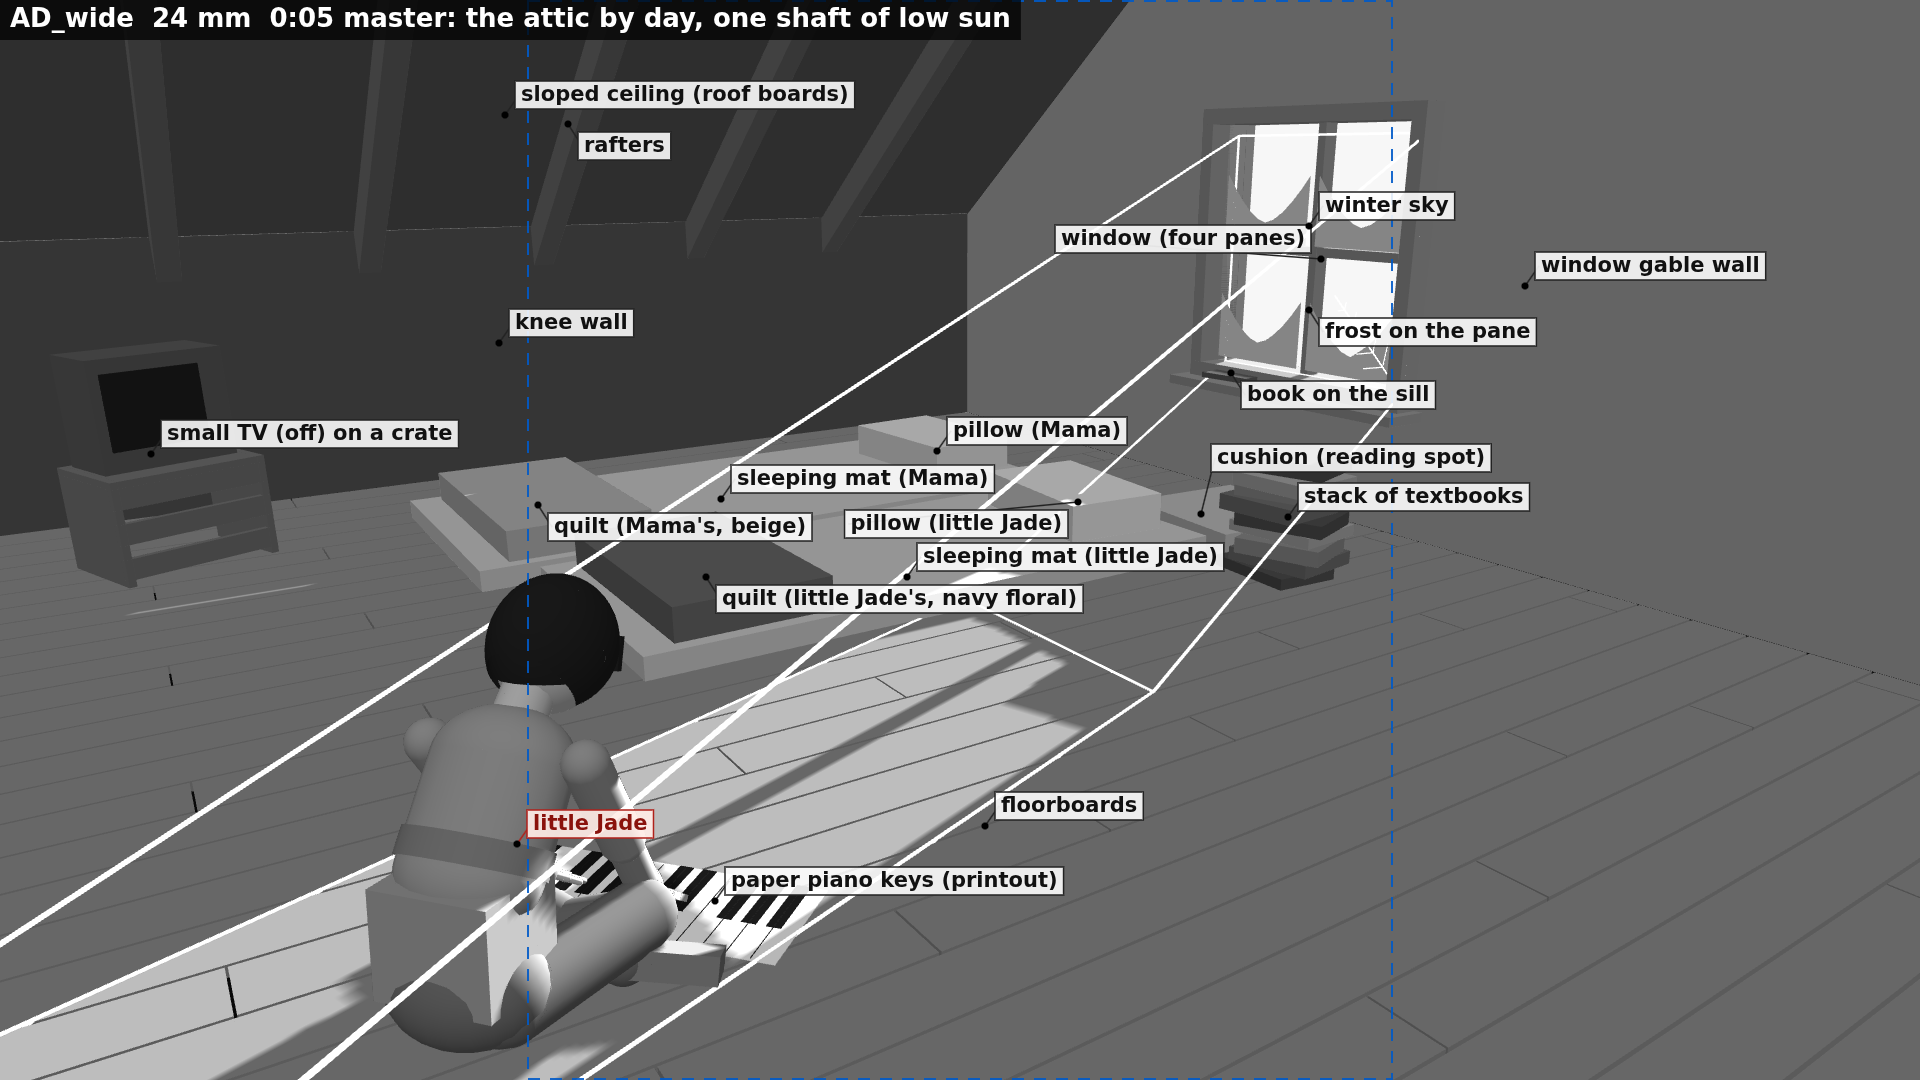 AD_wide 24 mm 0:05 master: the attic by day, one shaft of low sun
sloped ceiling (roof boards)
rafters
winter sky
window (four panes)
window gable wall
knee wall
frost on the pane
book on the sill
small TV (off) on a crate
pillow (Mama)
cushion (reading spot)
sleeping mat (Mama)
stack of textbooks
quilt (Mama's, beige)
pillow (little Jade)
sleeping mat (little Jade)
quilt (little Jade's, navy floral)
floorboards
little Jade
paper piano keys (printout)